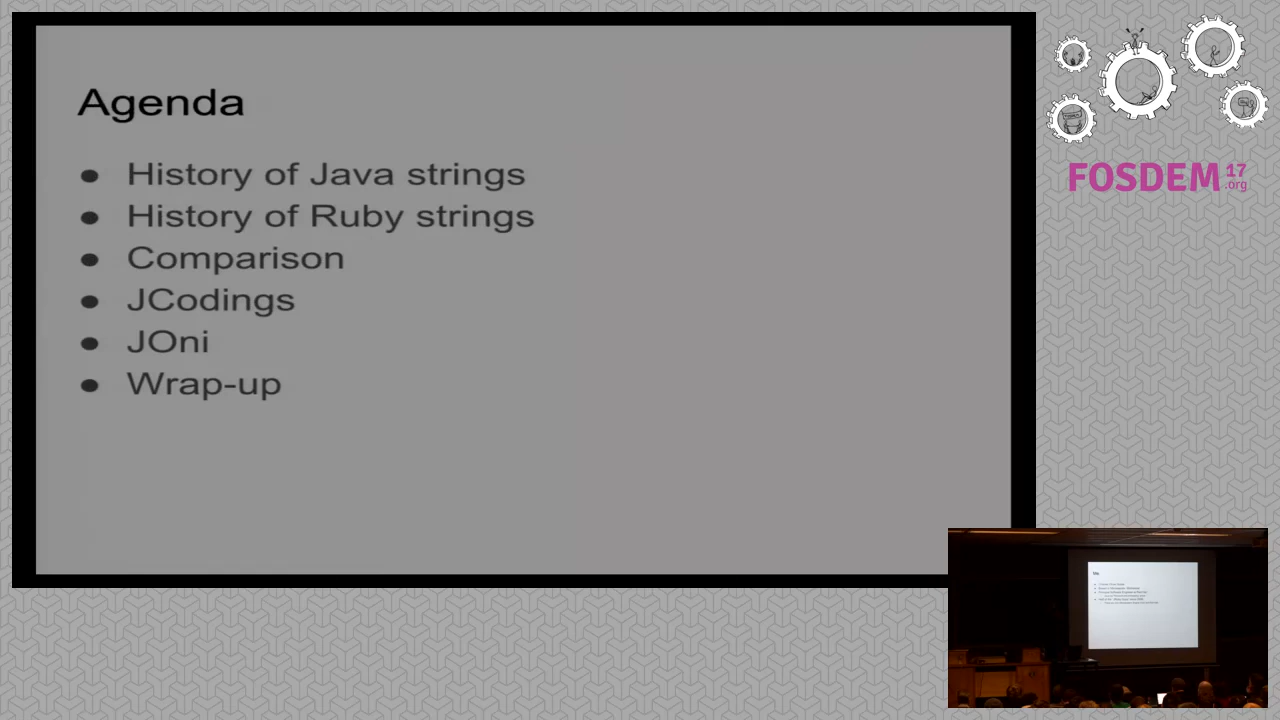 Agenda
● History of Java strings
● History of Ruby strings
● Comparison
● JCodings
● JOni
● Wrap-up
FOSDEM 17
.org